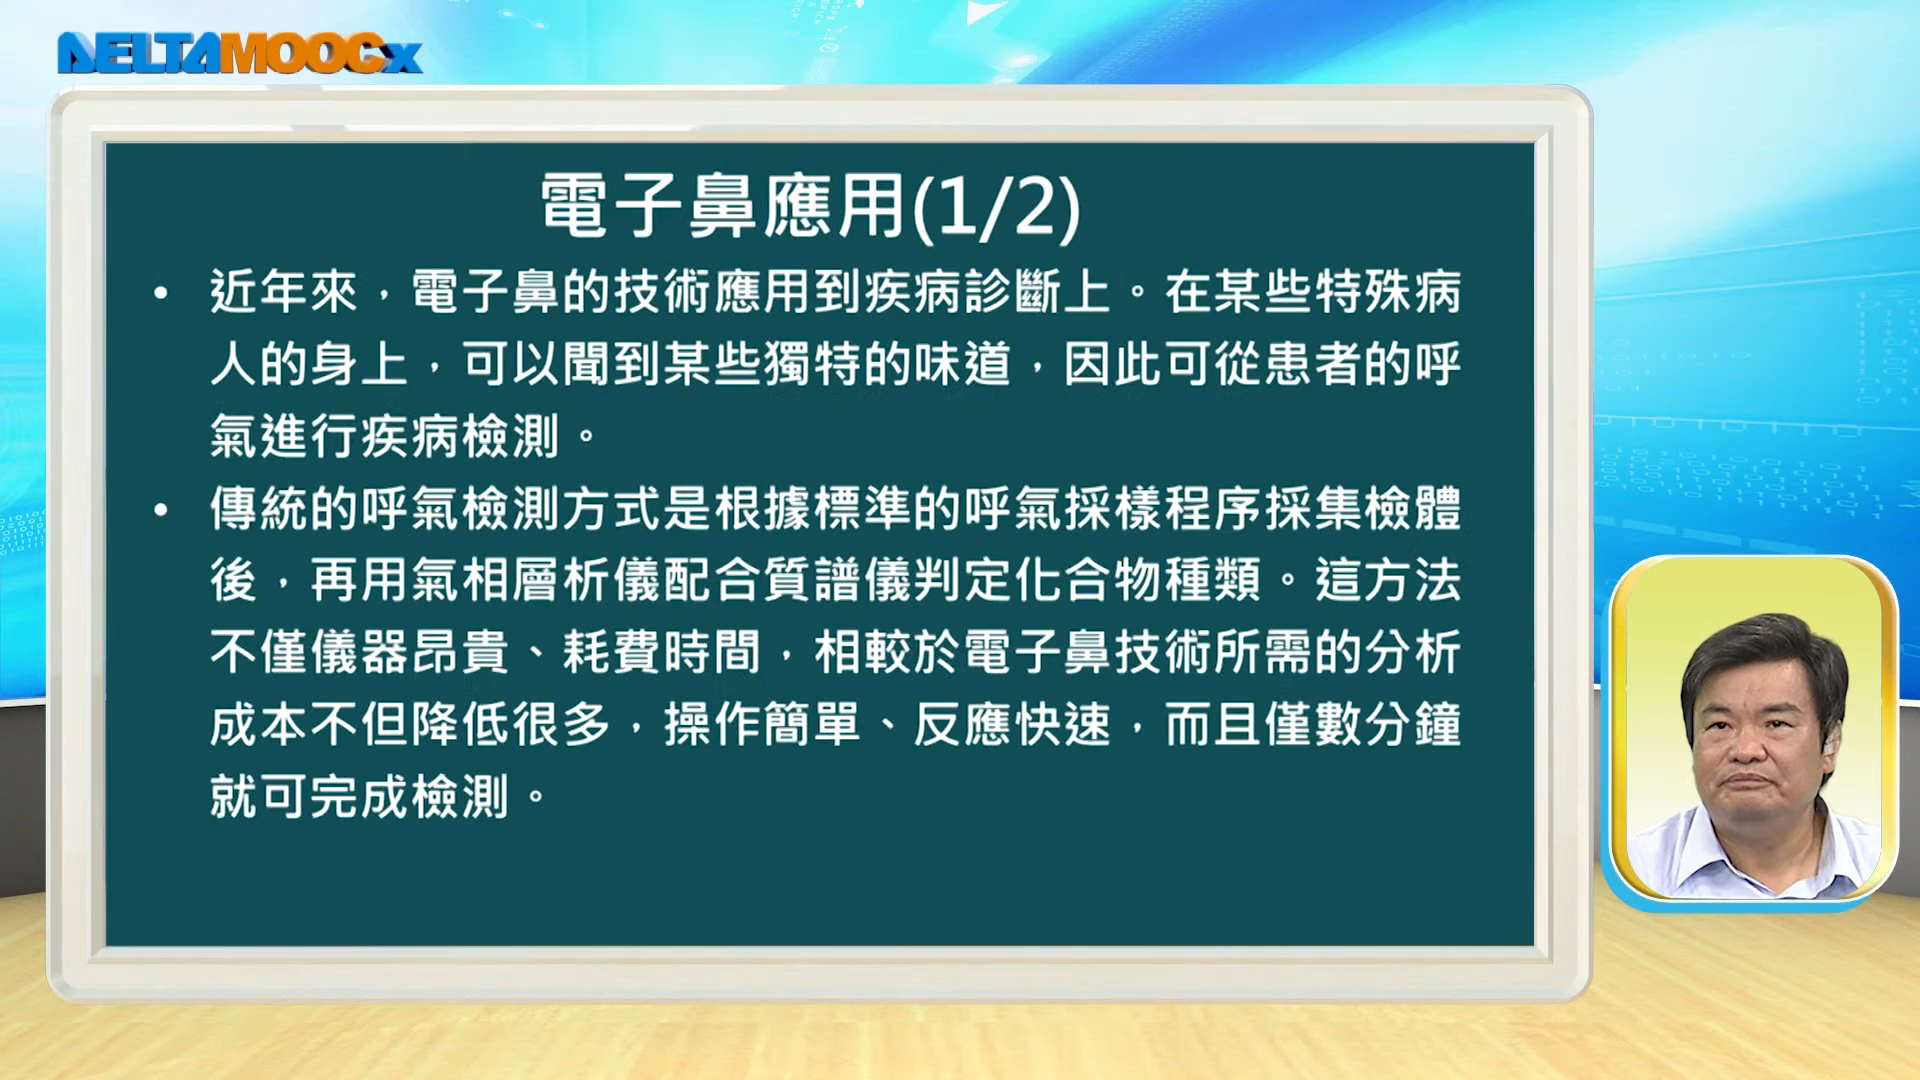 DELTAMOOCx
電子鼻應用(1/2)
• 近年來，電子鼻的技術應用到疾病診斷上。在某些特殊病
人的身上，可以聞到某些獨特的味道，因此可從患者的呼
氣進行疾病檢測。
• 傳統的呼氣檢測方式是根據標準的呼氣採樣程序採集檢體
後，再用氣相層析儀配合質譜儀判定化合物種類。這方法
不僅儀器昂貴、耗費時間，相較於電子鼻技術所需的分析
成本不但降低很多，操作簡單、反應快速，而且僅數分鐘
就可完成檢測。